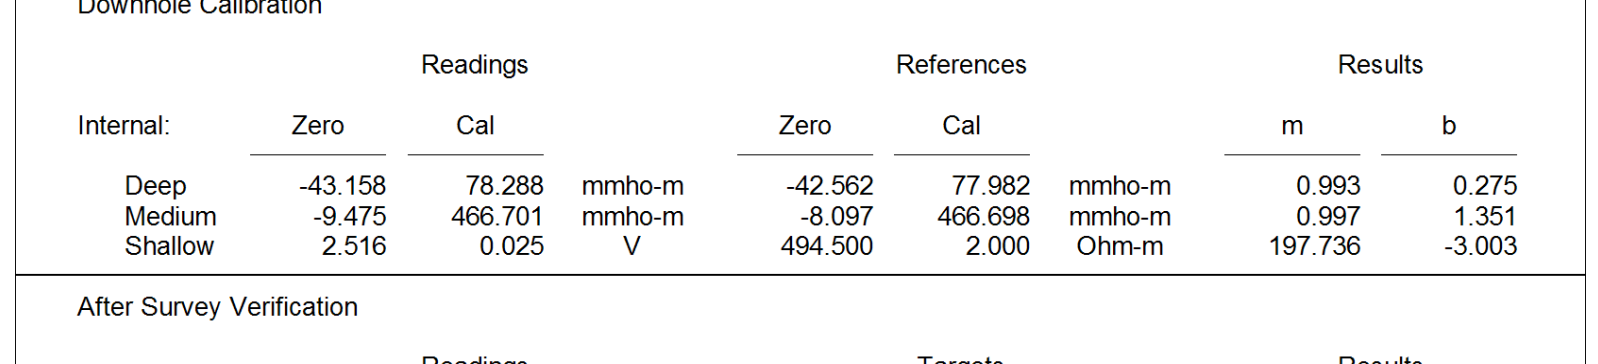 Downhole Calibration
Readings References Results
Internal: Zero Cal Zero Cal m b
Deep -43.158 78.288 mmho-m -42.562 77.982 mmho-m 0.993 0.275
Medium -9.475 466.701 mmho-m -8.097 466.698 mmho-m 0.997 1.351
Shallow 2.516 0.025 V 494.500 2.000 Ohm-m 197.736 -3.003
After Survey Verification
Readings Targets Results